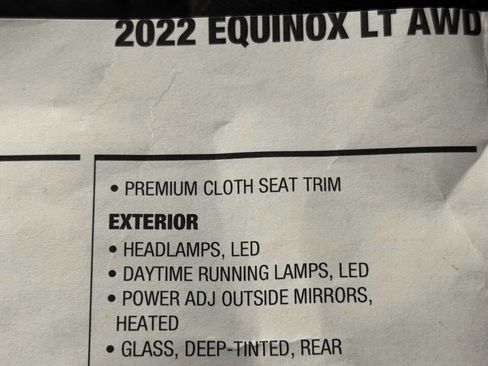 2022 EQUINOX LT AWD
• PREMIUM CLOTH SEAT TRIM
EXTERIOR
• HEADLAMPS, LED
• DAYTIME RUNNING LAMPS, LED
• POWER ADJ OUTSIDE MIRRORS,
HEATED
• GLASS, DEEP-TINTED, REAR